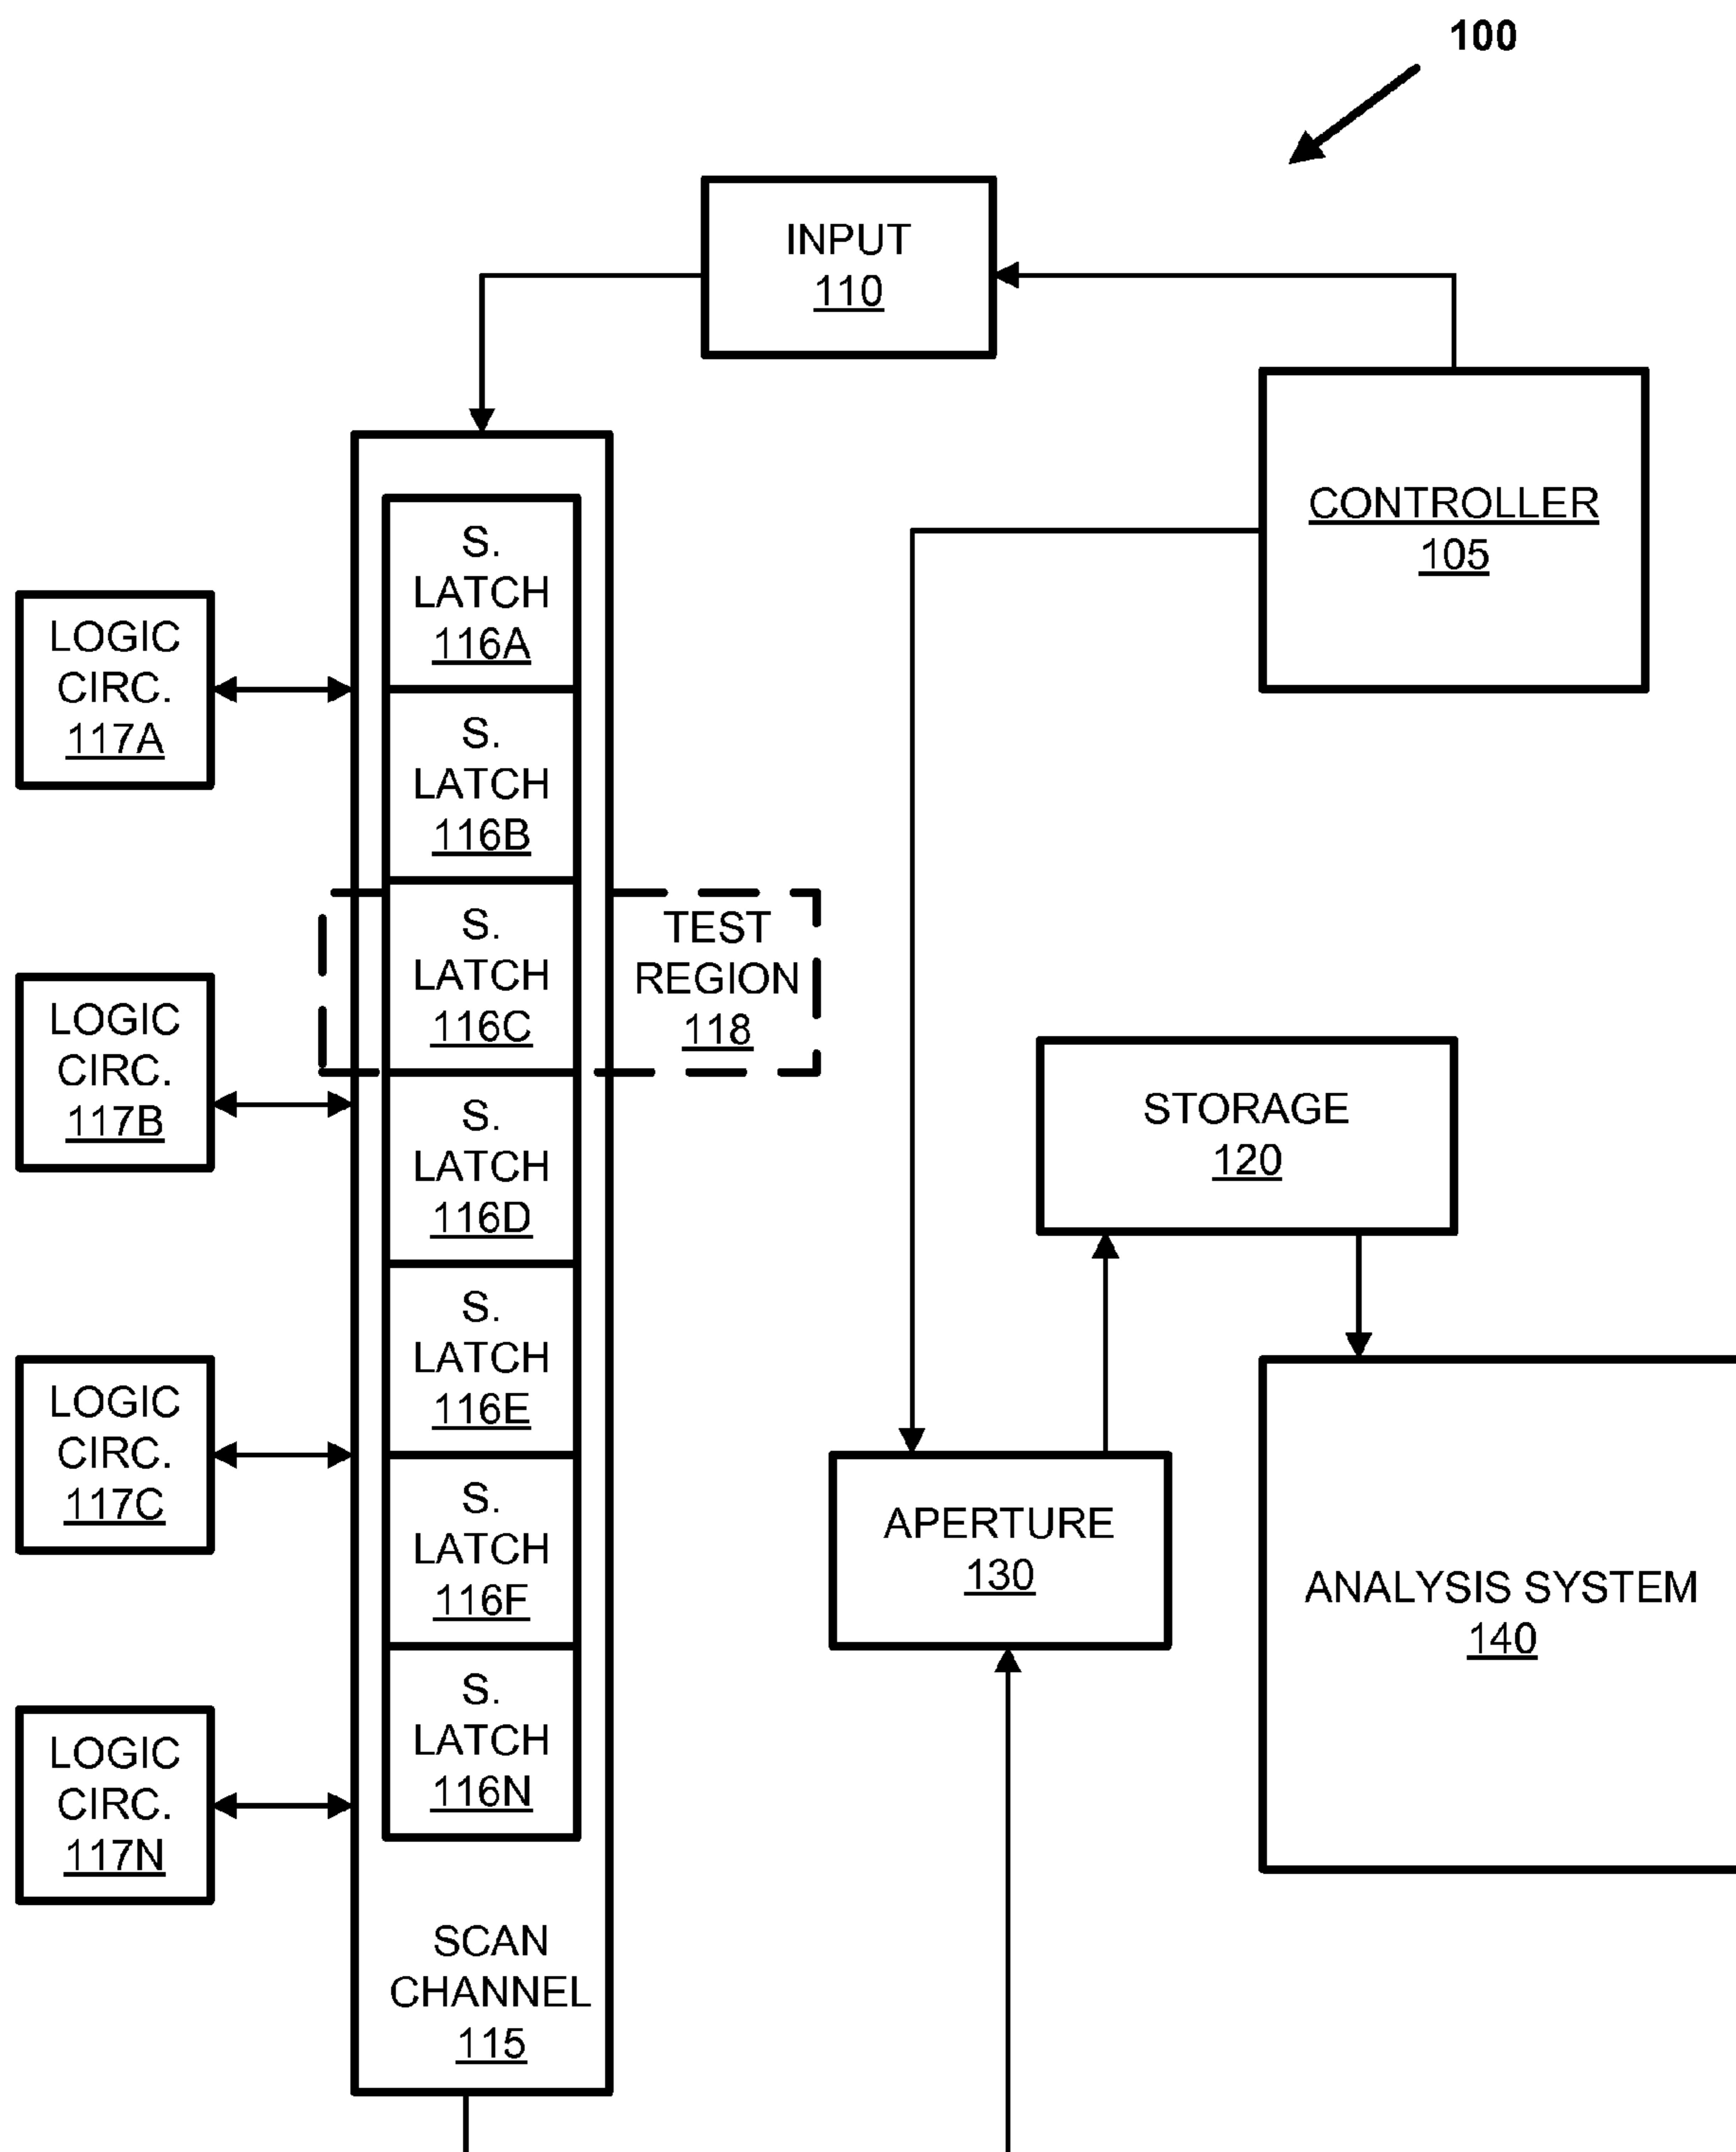 100
INPUT
110
CONTROLLER
105
S.
LATCH
116A
S.
LATCH
116B
S.
LATCH
116C
S.
LATCH
116D
S.
LATCH
116E
S.
LATCH
116F
S.
LATCH
116N
SCAN
CHANNEL
115
LOGIC
CIRC.
117A
LOGIC
CIRC.
117B
LOGIC
CIRC.
117C
LOGIC
CIRC.
117N
TEST
REGION
118
STORAGE
120
APERTURE
130
ANALYSIS SYSTEM
140